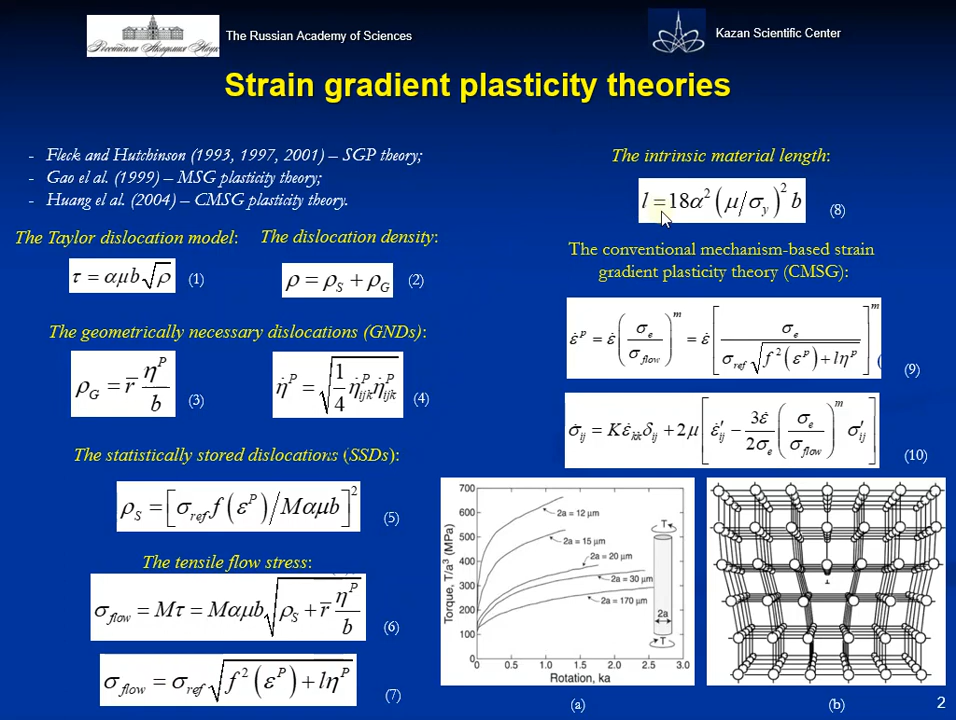 Российская Академия Наук
The Russian Academy of Sciences
Kazan Scientific Center
Strain gradient plasticity theories
- Fleck and Hutchinson (1993, 1997, 2001) – SGP theory;
- Gao el al. (1999) – MSG plasticity theory;
- Huang el al. (2004) – CMSG plasticity theory.
The Taylor dislocation model:
τ = αμb√ρ (1)
The dislocation density:
ρ = ρ_S + ρ_G (2)
The geometrically necessary dislocations (GNDs):
ρ_G = r̅ η^P/b (3)
η̇^P = √(1/4 η̇^P_ijk η̇^P_ijk) (4)
The statistically stored dislocations (SSDs):
ρ_S = [σ_ref f(ε^P)/Mαμb]^2 (5)
The tensile flow stress:
σ_flow = Mτ = Mαμb√(ρ_S + r̅ η^P/b) (6)
σ_flow = σ_ref √(f^2(ε^P) + lη^P) (7)
The intrinsic material length:
l = 18α^2 (μ/σ_y)^2 b (8)
The conventional mechanism-based strain
gradient plasticity theory (CMSG):
ε̇^p = ε̇ (σ_e/σ_flow)^m = ε̇ [σ_e/(σ_ref √(f^2(ε^p) + lη^p))]^m (9)
σ̇_ij = Kε̇_kk δ_ij + 2μ [ε̇′_ij − 3ε̇/2σ_e (σ_e/σ_flow)^m σ′_ij] (10)
Torque, T/a³ (MPa)
700
600
500
400
300
200
100
0
2a = 12 μm
2a = 15 μm
2a = 20 μm
2a = 30 μm
2a = 170 μm
T
2a
T
0 0.5 1.0 1.5 2.0 2.5 3.0
Rotation, ka
(a)
(b)
2